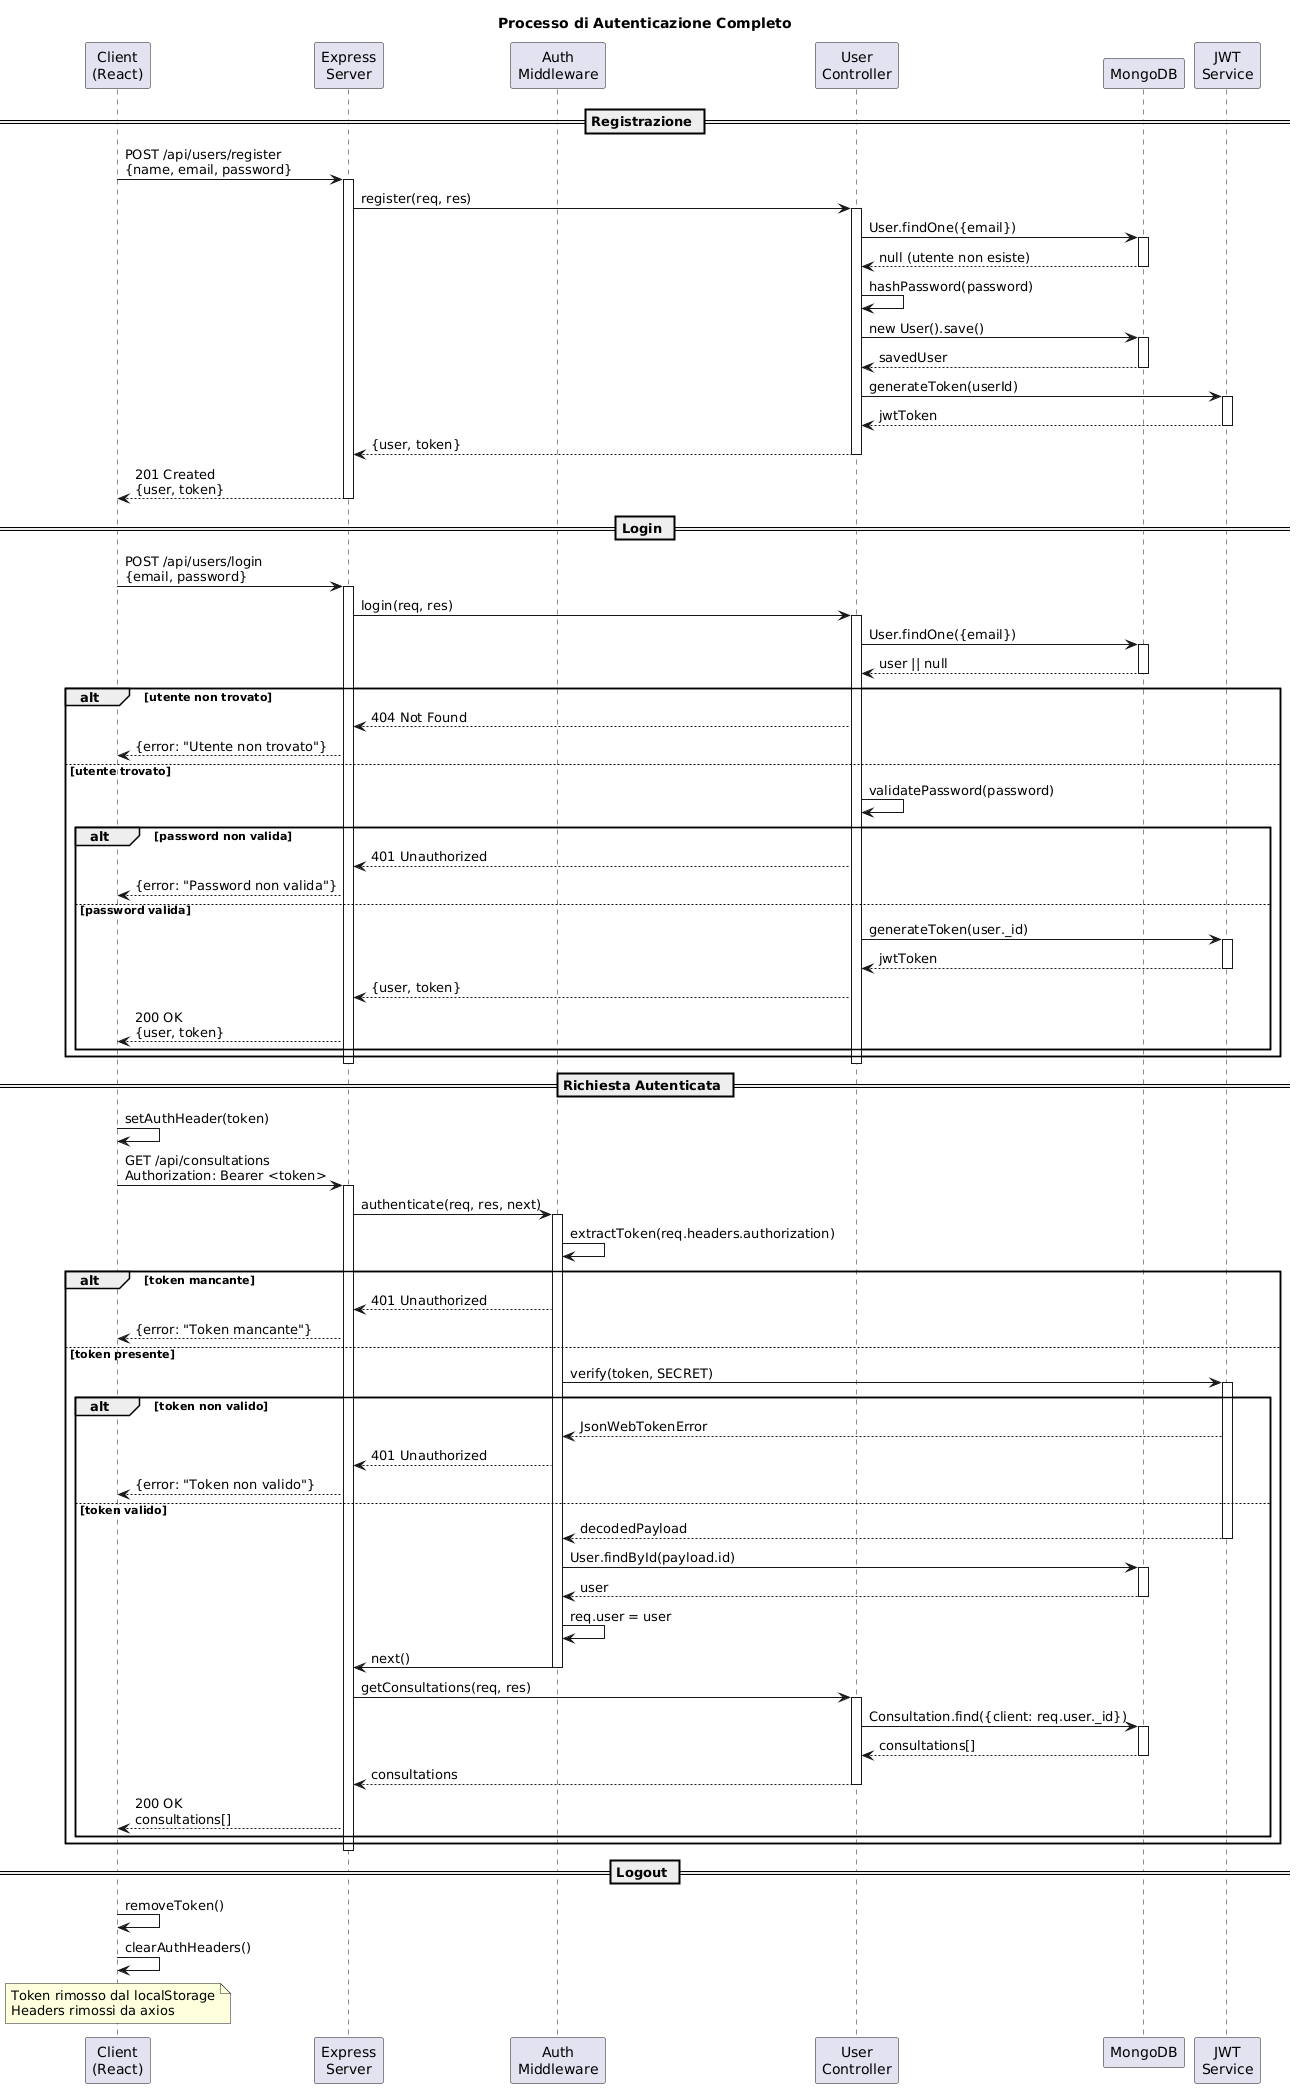 Processo di Autenticazione Completo
Client
(React)
Express
Server
Auth
Middleware
User
Controller
MongoDB
JWT
Service
Registrazione
POST /api/users/register
{name, email, password}
register(req, res)
User.findOne({email})
null (utente non esiste)
hashPassword(password)
new User().save()
savedUser
generateToken(userId)
jwtToken
{user, token}
201 Created
{user, token}
Login
POST /api/users/login
{email, password}
login(req, res)
User.findOne({email})
user || null
alt [utente non trovato]
404 Not Found
{error: "Utente non trovato"}
[utente trovato]
validatePassword(password)
alt [password non valida]
401 Unauthorized
{error: "Password non valida"}
[password valida]
generateToken(user._id)
jwtToken
{user, token}
200 OK
{user, token}
Richiesta Autenticata
setAuthHeader(token)
GET /api/consultations
Authorization: Bearer <token>
authenticate(req, res, next)
extractToken(req.headers.authorization)
alt [token mancante]
401 Unauthorized
{error: "Token mancante"}
[token presente]
verify(token, SECRET)
alt [token non valido]
JsonWebTokenError
401 Unauthorized
{error: "Token non valido"}
[token valido]
decodedPayload
User.findById(payload.id)
user
req.user = user
next()
getConsultations(req, res)
Consultation.find({client: req.user._id})
consultations[]
consultations
200 OK
consultations[]
Logout
removeToken()
clearAuthHeaders()
Token rimosso dal localStorage
Headers rimossi da axios
Client
(React)
Express
Server
Auth
Middleware
User
Controller
MongoDB
JWT
Service